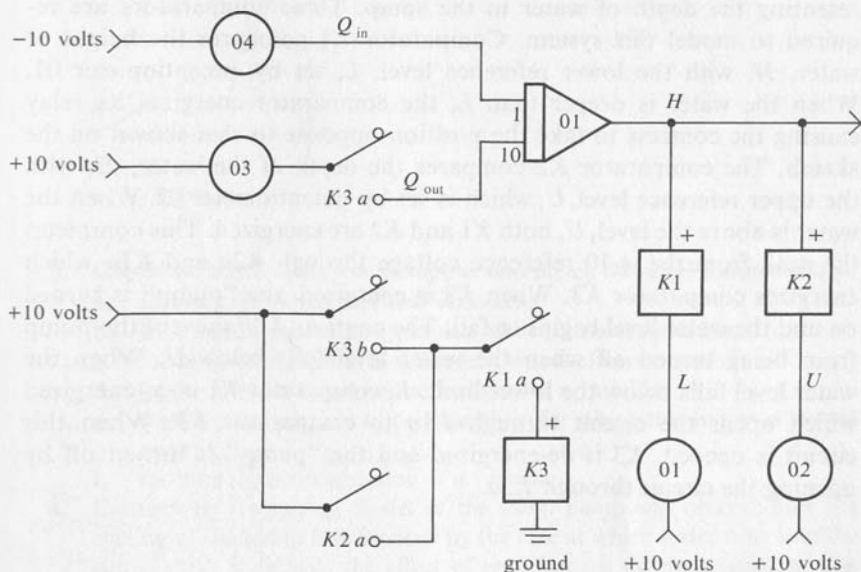 −10 volts
04
Q in
1
10
01
H
+10 volts
03
K3 a
Q out
+
K1
+
K2
+10 volts
K3 b
K1 a
L
U
+
K3
01
02
K2 a
ground
+10 volts
+10 volts